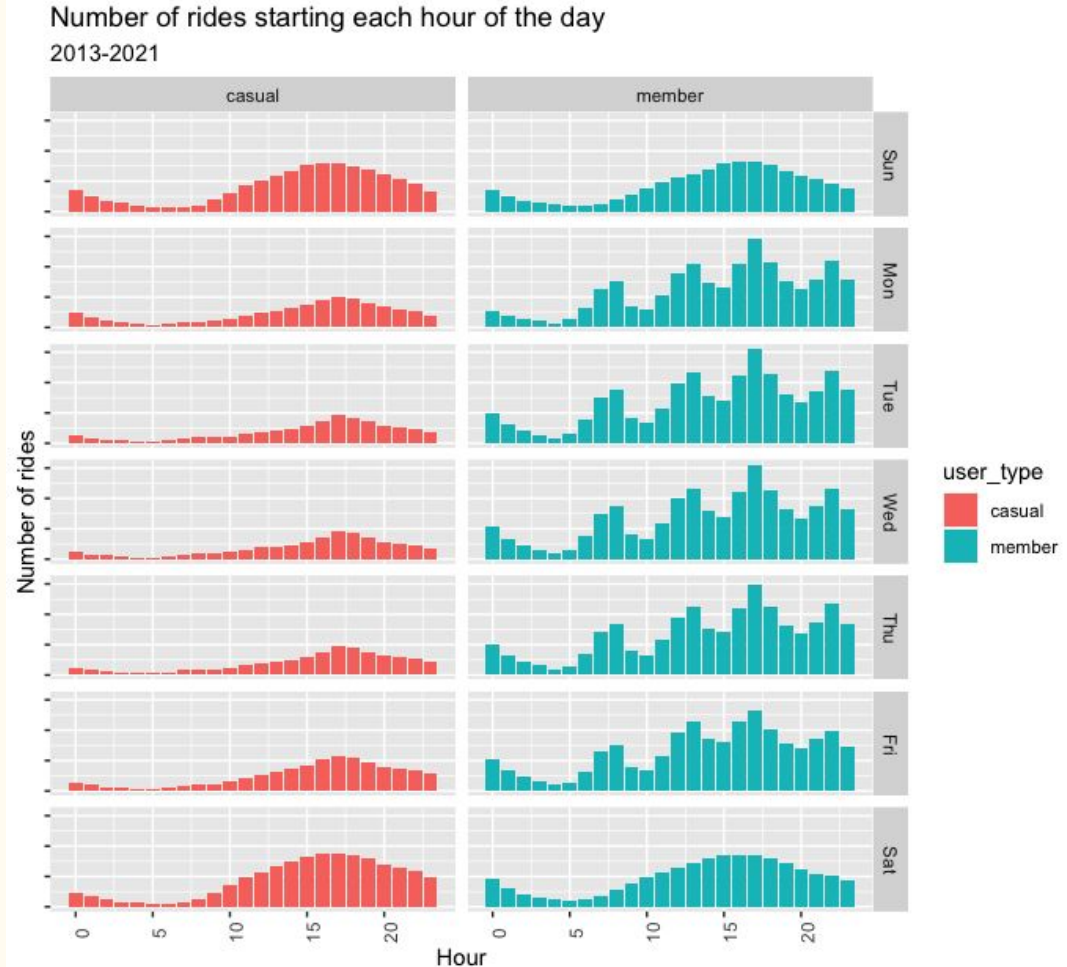 Number of rides starting each hour of the day
2013-2021
casual
member
Sun
Mon
Tue
Wed
Thu
Fri
Sat
Number of rides
0
5
10
15
20
0
5
10
15
20
Hour
user_type
casual
member